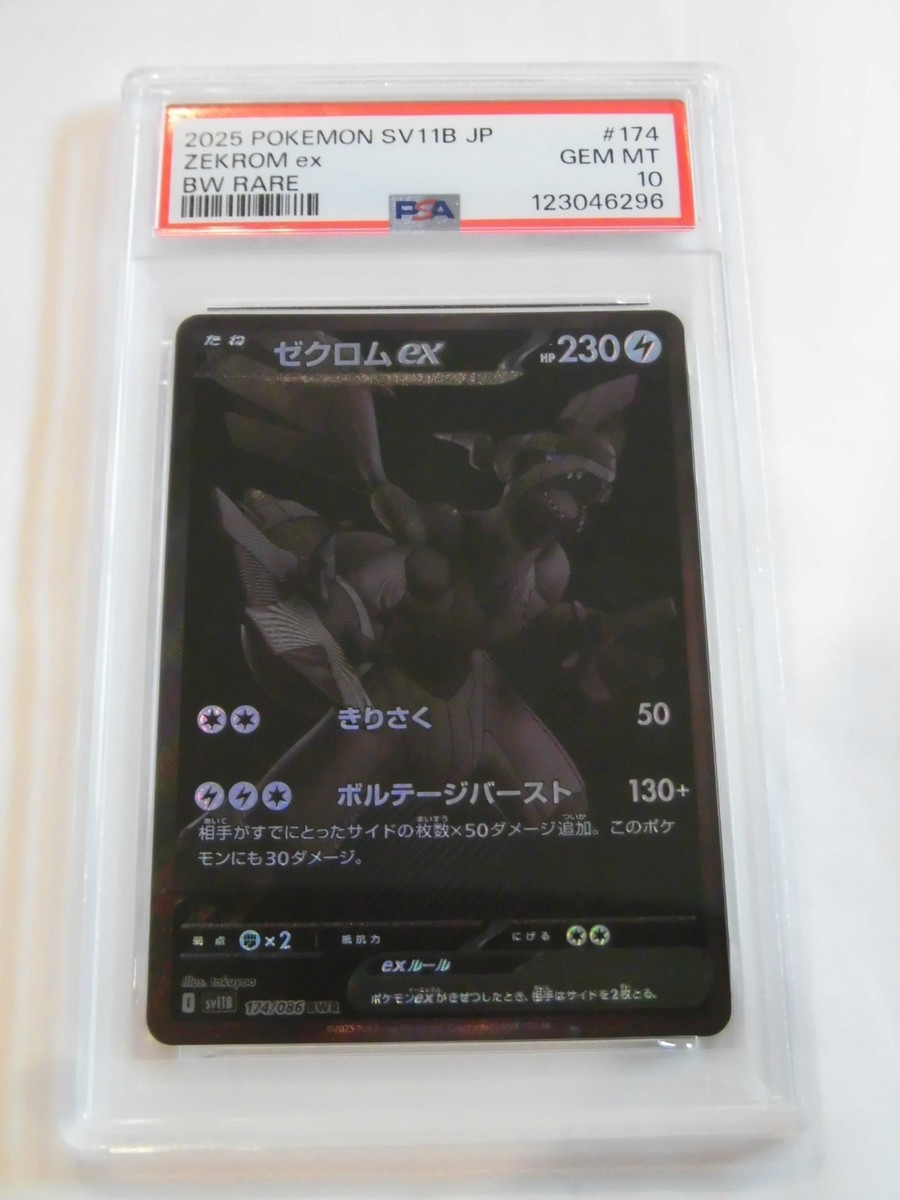 2025 POKEMON SV11B JP #174
ZEKROM ex GEM MT
BW RARE 10
PSA 123046296
たね ゼクロムex HP 230
きりさく 50
ボルテージバースト 130+
相手がすでにとったサイドの枚数×50ダメージ追加。このポケ
モンにも30ダメージ。
弱点 ×2 抵抗力 にげる
exルール
ポケモンexがきぜつしたとき、相手はサイドを2枚とる。
illus. takuyoa
I sv11B 174/086 BWR
©2025